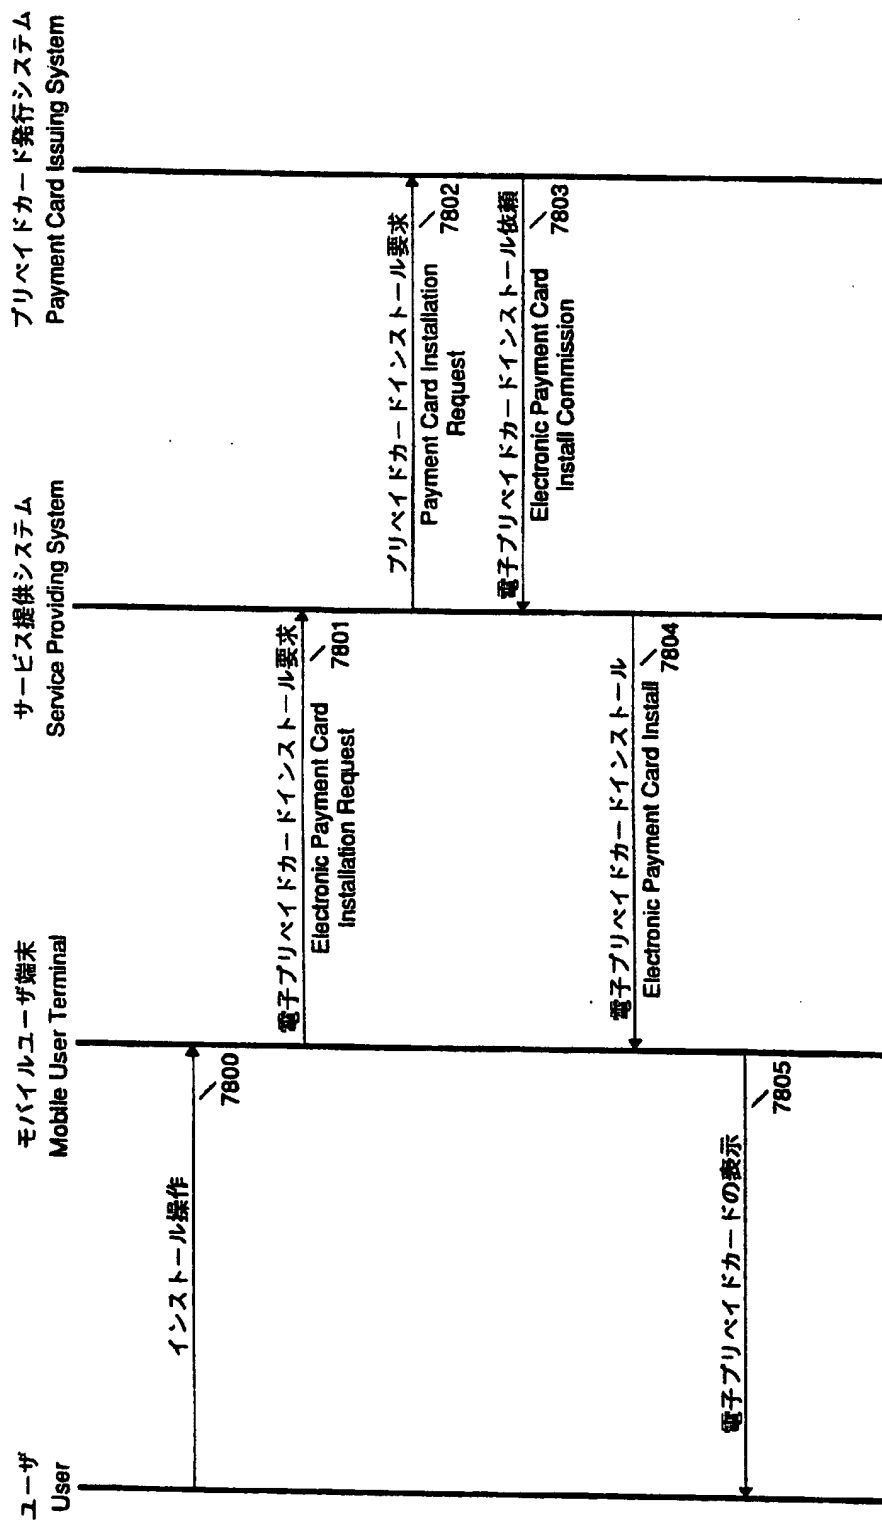 ユーザ
User
モバイルユーザ端末
Mobile User Terminal
サービス提供システム
Service Providing System
プリペイドカード発行システム
Payment Card Issuing System
インストール操作
7800
電子プリペイドカードインストール要求
7801
Electronic Payment Card
Installation Request
プリペイドカードインストール要求
7802
Payment Card Installation
Request
電子プリペイドカードインストール依頼
7803
Electronic Payment Card
Install Commission
電子プリペイドカードインストール
7804
Electronic Payment Card Install
電子プリペイドカードの表示
7805